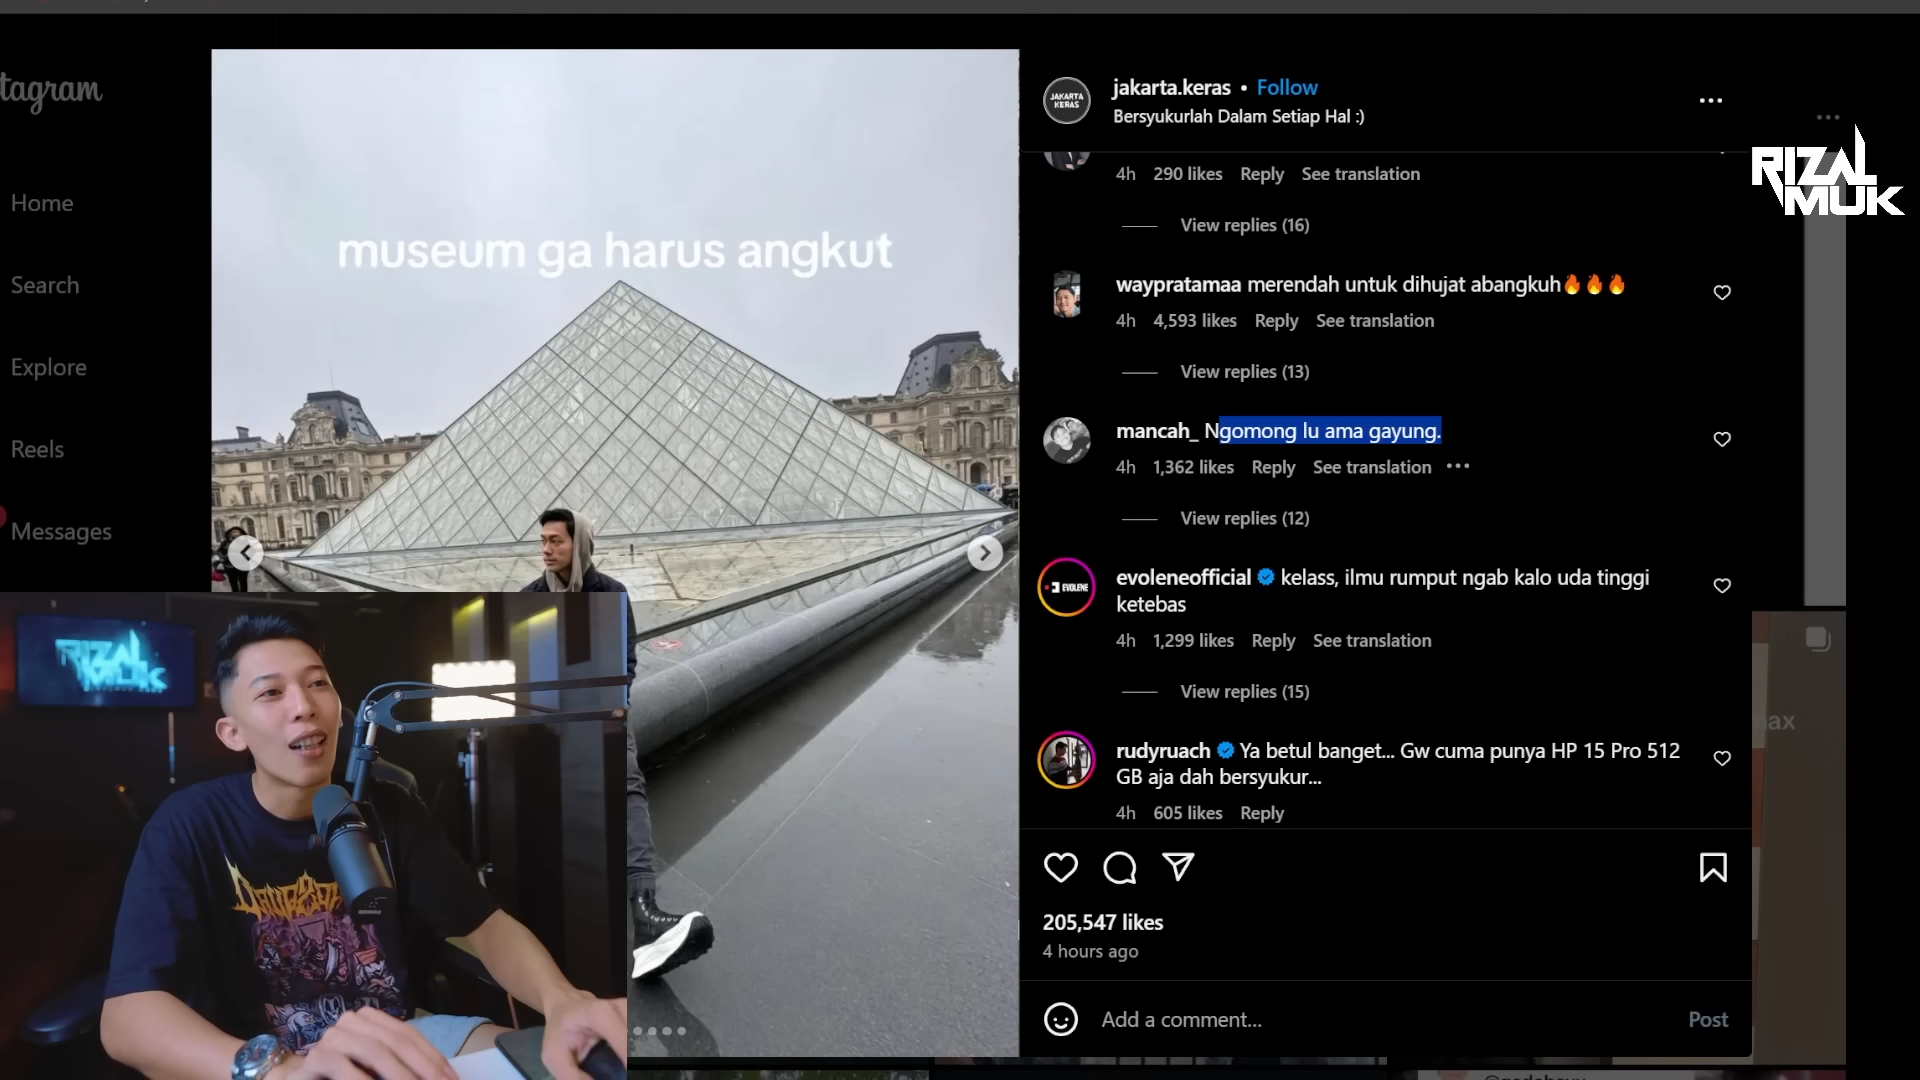 tagram
Home
Search
Explore
Reels
Messages
museum ga harus angkut
RIZAL
MUK
JAKARTA
KERAS
jakarta.keras • Follow
Bersyukurlah Dalam Setiap Hal :)
4h 290 likes Reply See translation
View replies (16)
waypratamaa merendah untuk dihujat abangkuh🔥🔥🔥
4h 4,593 likes Reply See translation
View replies (13)
mancah_ Ngomong lu ama gayung.
4h 1,362 likes Reply See translation
View replies (12)
EVOLENE
evoleneofficial kelass, ilmu rumput ngab kalo uda tinggi
ketebas
4h 1,299 likes Reply See translation
View replies (15)
rudyruach Ya betul banget... Gw cuma punya HP 15 Pro 512
GB aja dah bersyukur...
4h 605 likes Reply
205,547 likes
4 hours ago
Add a comment... Post
RIZAL
MUK